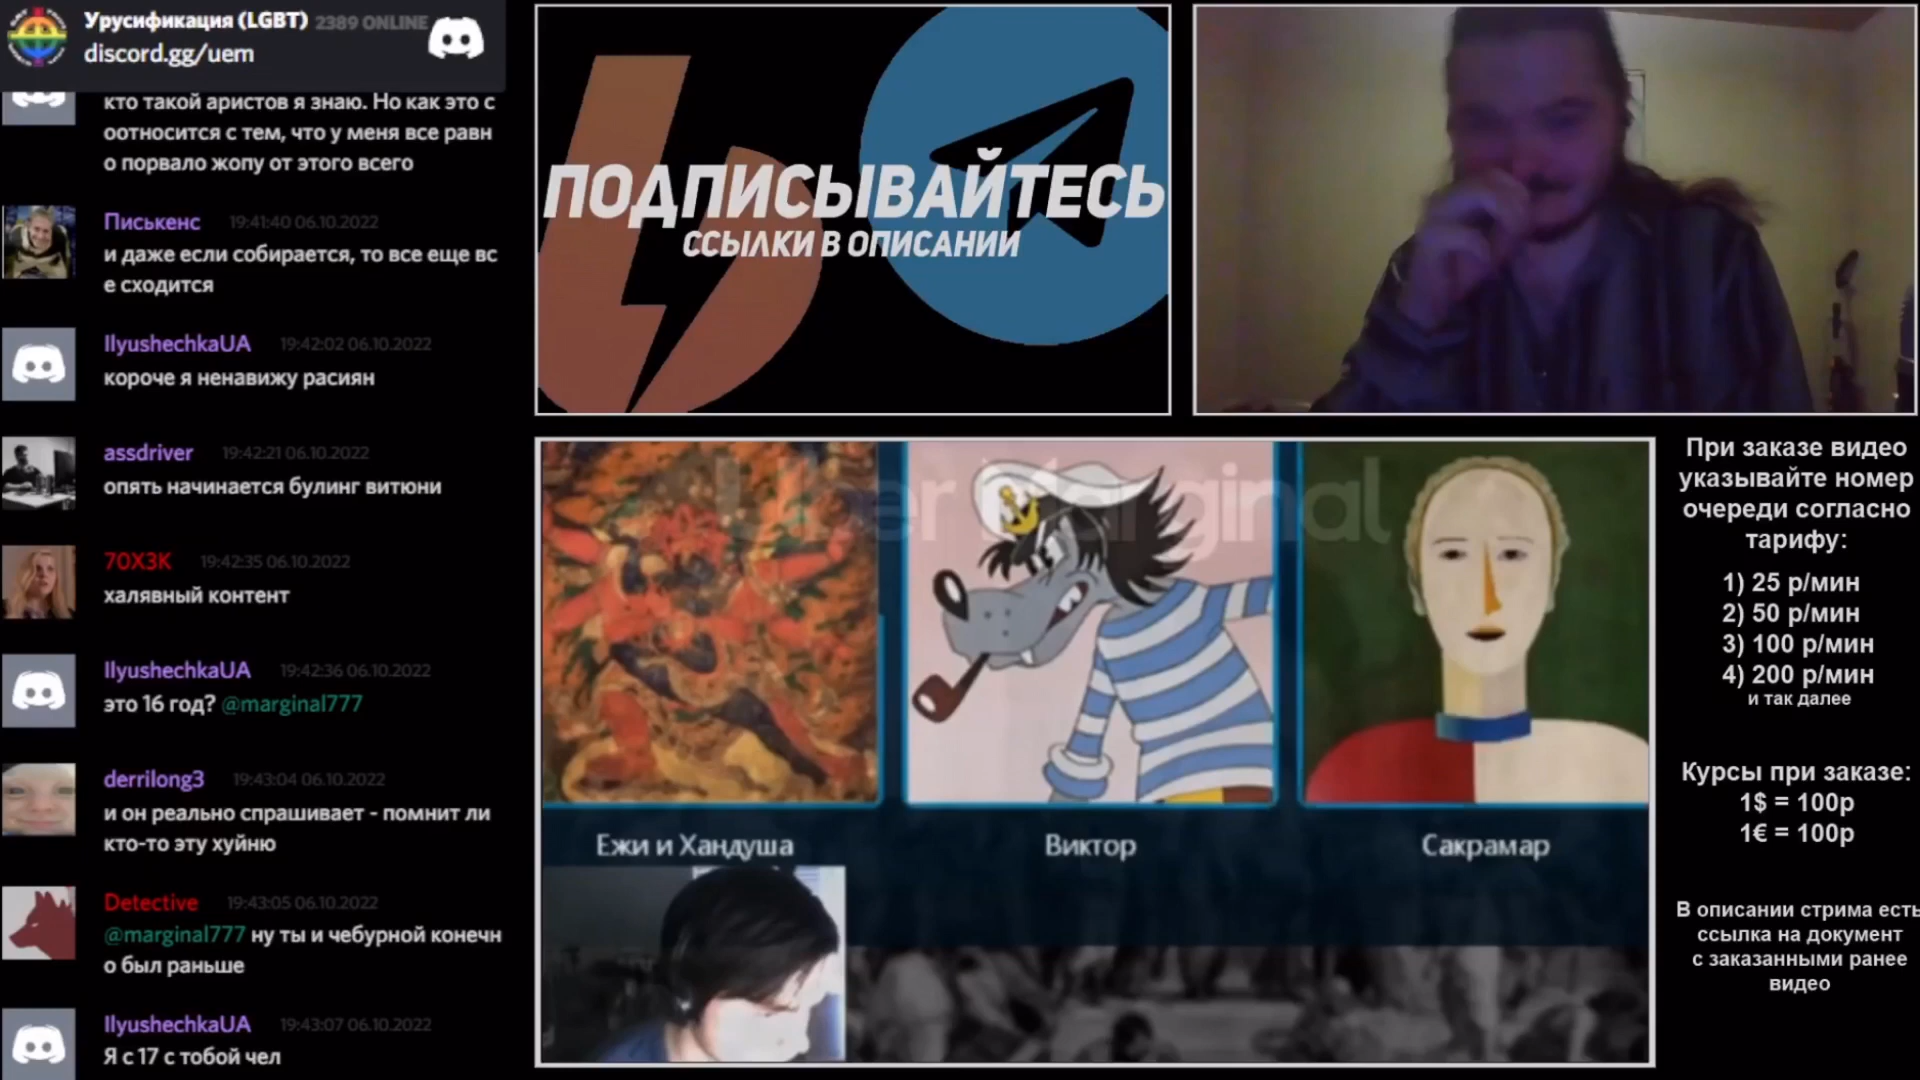 Урусификация (LGBT) 2389 ONLINE
discord.gg/uem
кто такой аристов я знаю. Но как это с
оотносится с тем, что у меня все равн
о порвало жопу от этого всего
Писькенс 19:41:40 06.10.2022
и даже если собирается, то все еще вс
е сходится
IlyushechkaUA 19:42:02 06.10.2022
короче я ненавижу расиян
assdriver 19:42:21 06.10.2022
опять начинается булинг витюни
70X3K 19:42:35 06.10.2022
халявный контент
IlyushechkaUA 19:42:36 06.10.2022
это 16 год? @marginal777
derrilong3 19:43:04 06.10.2022
и он реально спрашивает - помнит ли
кто-то эту хуйню
Detective 19:43:05 06.10.2022
@marginal777 ну ты и чебурной конечн
о был раньше
IlyushechkaUA 19:43:07 06.10.2022
Я с 17 с тобой чел
ПОДПИСЫВАЙТЕСЬ
ССЫЛКИ В ОПИСАНИИ
Uber Marginal
Ежи и Хандуша
Виктор
Сакрамар
При заказе видео
указывайте номер
очереди согласно
тарифу:
1) 25 р/мин
2) 50 р/мин
3) 100 р/мин
4) 200 р/мин
и так далее
Курсы при заказе:
1$ = 100р
1€ = 100р
В описании стрима есть
ссылка на документ
с заказанными ранее
видео